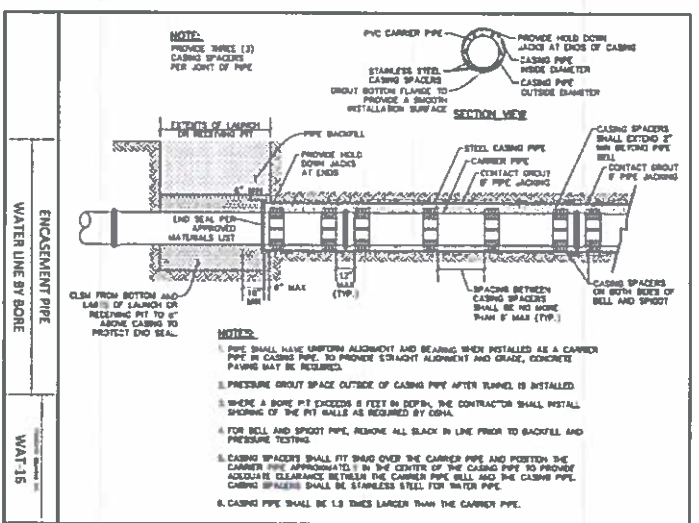 NOTE:
PROVIDE THREE (3)
CASING SPACERS
PER JOINT OF PIPE
PVC CARRIER PIPE
PROVIDE HOLD DOWN
JACKS AT ENDS OF CASING
CASING PIPE
INSIDE DIAMETER
CASING PIPE
OUTSIDE DIAMETER
STAINLESS STEEL
CASING SPACERS
GROUT BOTTOM FLANGE TO
PROVIDE A SMOOTH
INSTALLATION SURFACE
SECTION VIEW
EXTENTS OF LAUNCH
OR RECEIVING PIT
PIPE BACKFILL
PROVIDE HOLD
DOWN JACKS
AT ENDS
6" MIN
STEEL CASING PIPE
CARRIER PIPE
CONTACT GROUT
IF PIPE JACKING
CASING SPACERS
SHALL EXTEND 2"
MIN BEYOND PIPE
BELL
CONTACT GROUT
IF PIPE JACKING
END SEAL PER
APPROVED
MATERIALS LIST
MIN
6" MAX
12"
MAX
(TYP.)
SPACING BETWEEN
CASING SPACERS
SHALL BE NO MORE
THAN MAX (TYP.)
CASING SPACERS
ON BOTH SIDES OF
BELL AND SPIGOT
CLSM FROM BOTTOM AND
LIMITS OF LAUNCH OR
RECEIVING PIT TO 6"
ABOVE CASING TO
PROTECT END SEAL
NOTES:
1. PIPE SHALL HAVE UNIFORM ALIGNMENT AND BEARING WHEN INSTALLED AS A CARRIER
PIPE IN CASING PIPE. TO PROVIDE STRAIGHT ALIGNMENT AND GRADE, CONCRETE
PAVING MAY BE REQUIRED.
2. PRESSURE GROUT SPACE OUTSIDE OF CASING PIPE AFTER TUNNEL IS INSTALLED.
3. WHERE A BORE PIT EXCEEDS FEET IN DEPTH, THE CONTRACTOR SHALL INSTALL
SHORING OF THE PIT WALLS AS REQUIRED BY OSHA.
4. FOR BELL AND SPIGOT PIPE, REMOVE ALL SLACK IN LINE PRIOR TO BACKFILL AND
PRESSURE TESTING.
5. CASING SPACERS SHALL FIT SNUG OVER THE CARRIER PIPE AND POSITION THE
CARRIER PIPE APPROXIMATELY IN THE CENTER OF THE CASING PIPE TO PROVIDE
ADEQUATE CLEARANCE BETWEEN THE CARRIER PIPE BELL AND THE CASING PIPE.
CASING SPACERS SHALL BE STAINLESS STEEL FOR WATER PIPE.
6. CASING PIPE SHALL BE TIMES LARGER THAN THE CARRIER PIPE.
ENCASEMENT PIPE
WATER LINE BY BORE
WAT-15